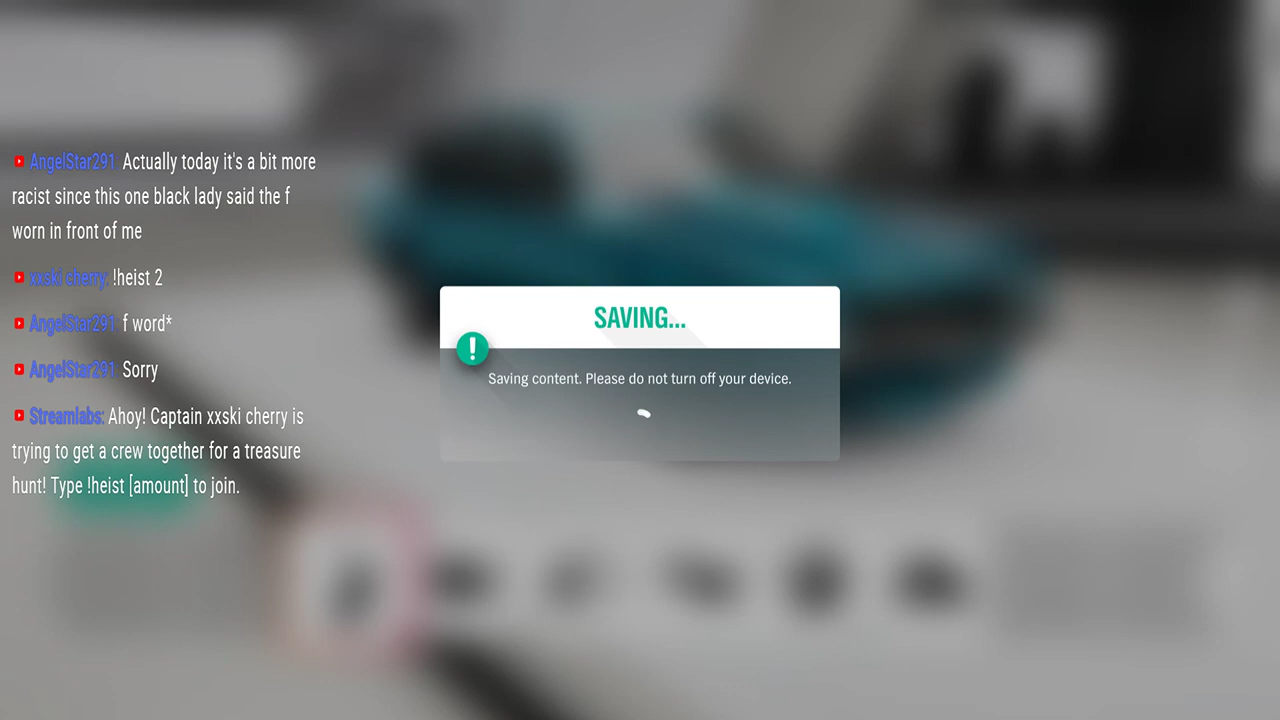 AngelStar291: Actually today it's a bit more
racist since this one black lady said the f
worn in front of me
xxski cherry: !heist 2
AngelStar291: f word*
AngelStar291: Sorry
Streamlabs: Ahoy! Captain xxski cherry is
trying to get a crew together for a treasure
hunt! Type !heist [amount] to join.
SAVING...
Saving content. Please do not turn off your device.